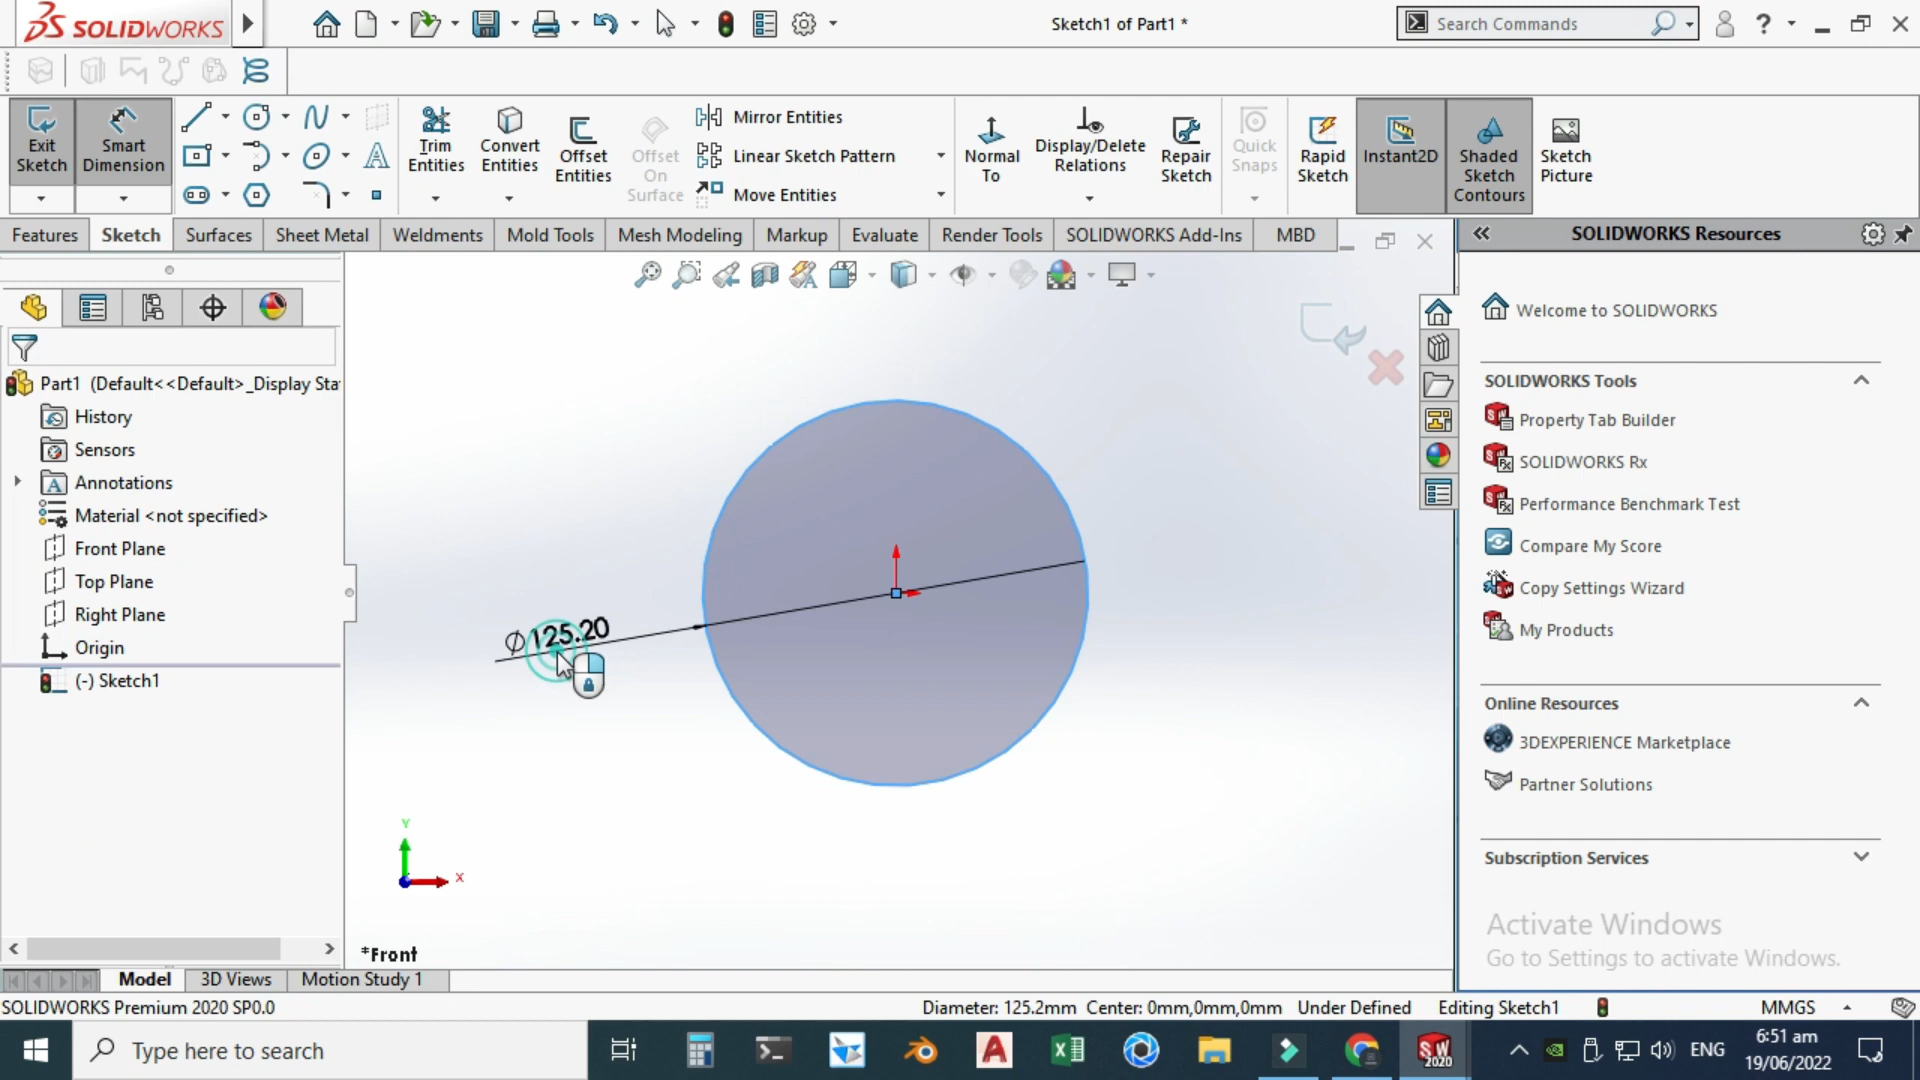 SOLIDWORKS
Sketch1 of Part1 *
Search Commands
Exit Sketch
Smart Dimension
Trim Entities
Convert Entities
Offset Entities
Offset On Surface
Mirror Entities
Linear Sketch Pattern
Move Entities
Normal To
Display/Delete Relations
Repair Sketch
Quick Snaps
Rapid Sketch
Instant2D
Shaded Sketch Contours
Sketch Picture
Features
Sketch
Surfaces
Sheet Metal
Weldments
Mold Tools
Mesh Modeling
Markup
Evaluate
Render Tools
SOLIDWORKS Add-Ins
MBD
SOLIDWORKS Resources
Part1 (Default<<Default>_Display Sta
History
Sensors
Annotations
Material <not specified>
Front Plane
Top Plane
Right Plane
Origin
(-) Sketch1
∅125.20
Y
X
*Front
Welcome to SOLIDWORKS
SOLIDWORKS Tools
Property Tab Builder
SOLIDWORKS Rx
Performance Benchmark Test
Compare My Score
Copy Settings Wizard
My Products
Online Resources
3DEXPERIENCE Marketplace
Partner Solutions
Subscription Services
Activate Windows
Go to Settings to activate Windows.
Model
3D Views
Motion Study 1
SOLIDWORKS Premium 2020 SP0.0
Diameter: 125.2mm Center: 0mm,0mm,0mm
Under Defined
Editing Sketch1
MMGS
Type here to search
ENG
6:51 am
19/06/2022